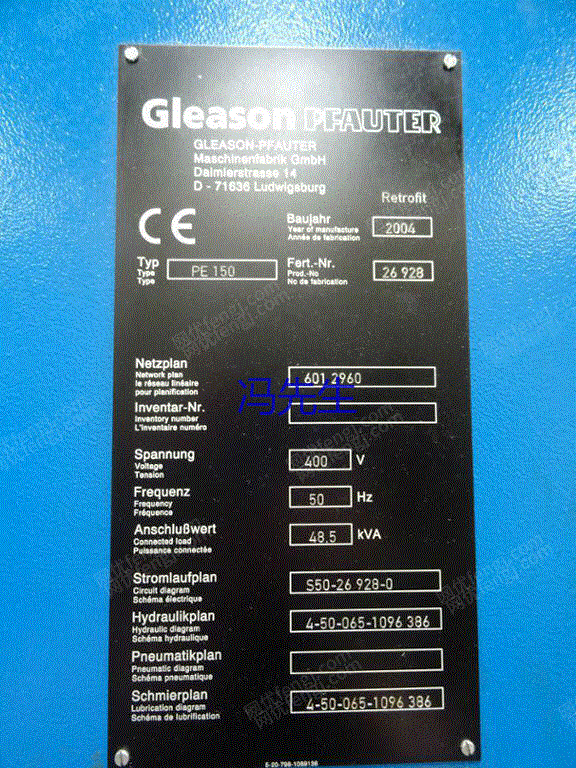 Gleason PFAUTER
GLEASON-PFAUTER
Maschinenfabrik GmbH
Daimlerstrasse 14
D - 71636 Ludwigsburg
Retrofit
Baujahr
Year of manufacture
Année de fabrication
2004
CE
Typ
Type
Type
PE 150
Fert.-Nr.
Prod.-No
No de fabrication
26 928
Netzplan
Network plan
le réseau linéaire
pour planification
601 2960
冯先生
Inventar-Nr.
Inventory number
L'inventaire numéro
Spannung
Voltage
Tension
400 V
Frequenz
Frequency
Fréquence
50 Hz
Anschlußwert
Connected load
Puissance connectée
48.5 kVA
Stromlaufplan
Circuit diagram
Schéma électrique
S50-26 928-0
Hydraulikplan
Hydraulic diagram
Schéma hydraulique
4-50-065-1096 386
Pneumatikplan
Pneumatic diagram
Schéma pneumatique
Schmierplan
Lubrication diagram
Schéma de lubrification
4-50-065-1096 386